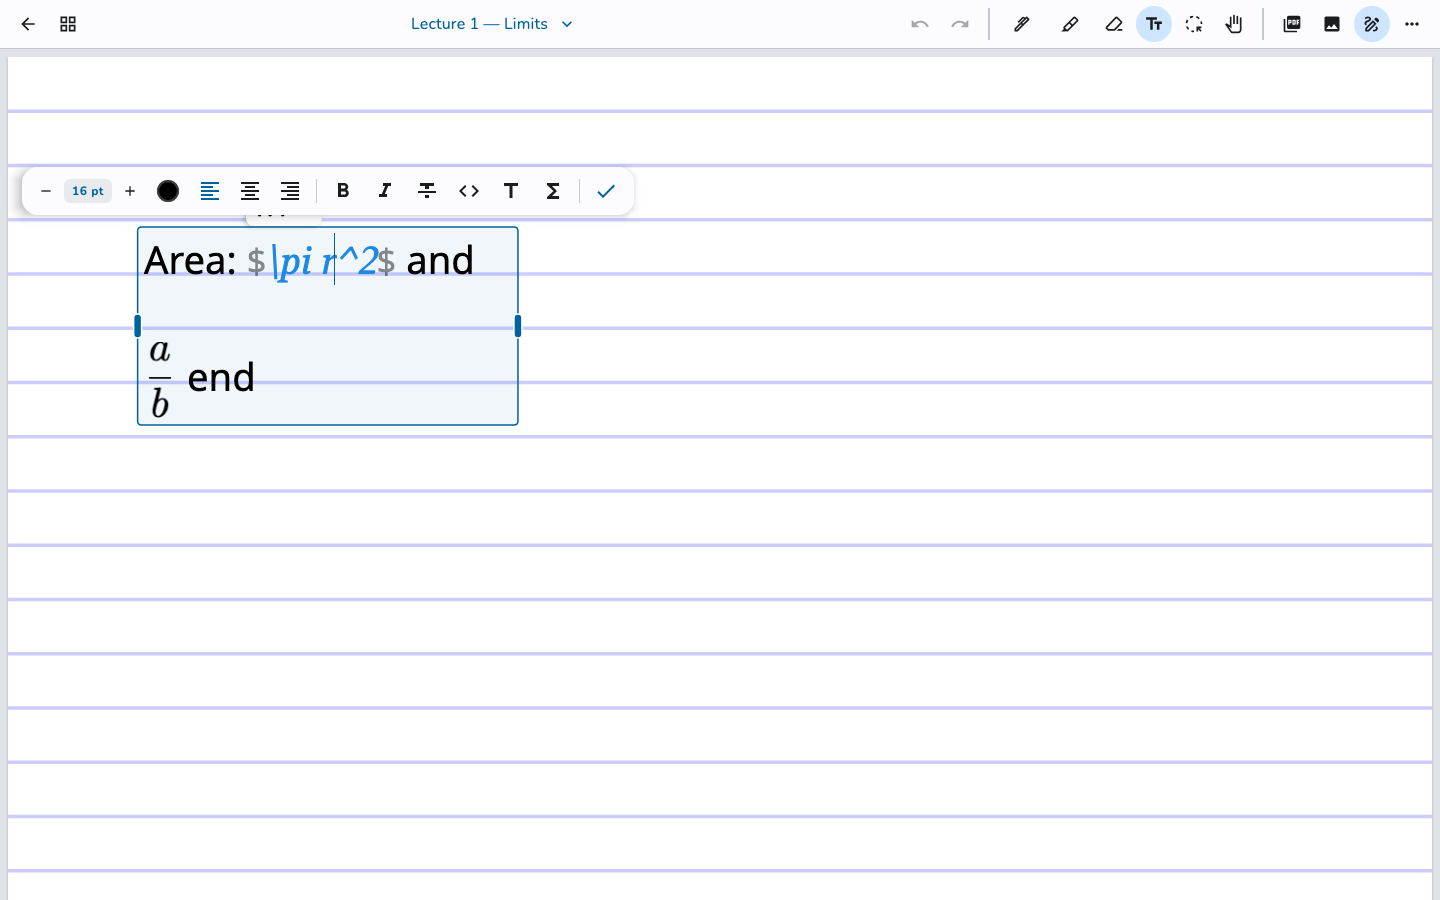 Lecture 1 — Limits
16 pt
Area: $\pi r^2$ and
a
b
end